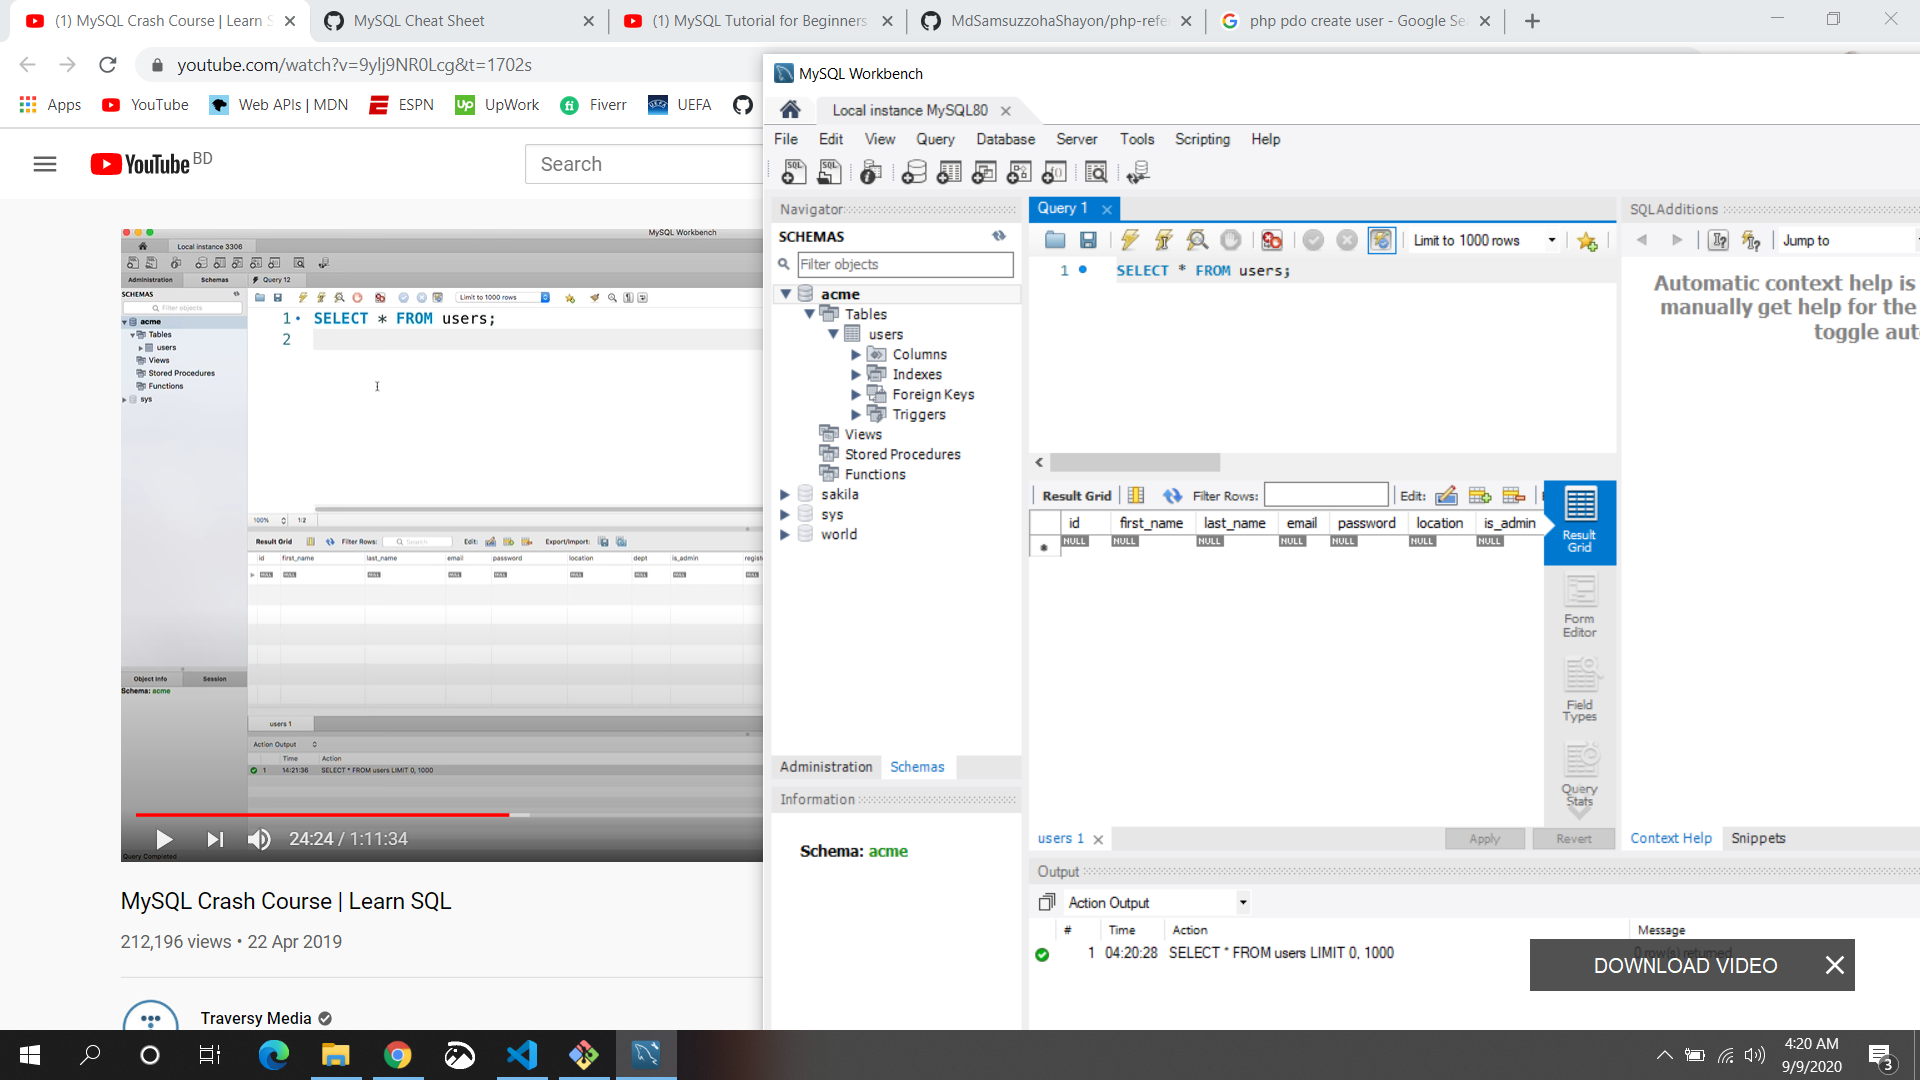 (1) MySQL Crash Course | Learn S
MySQL Cheat Sheet
(1) MySQL Tutorial for Beginners
MdSamsuzzohaShayon/php-refe
php pdo create user - Google Se
youtube.com/watch?v=9ylj9NR0Lcg&t=1702s
Apps
YouTube
Web APIs | MDN
ESPN
UpWork
Fiverr
UEFA
YouTube BD
Search
MySQL Workbench
Local instance 3306
Administration
Schemas
Query 12
SCHEMAS
Filter objects
Limit to 1000 rows
acme
Tables
users
Views
Stored Procedures
Functions
sys
1 SELECT * FROM users;
2
100%
1:2
Result Grid
Filter Rows:
Search
Edit:
Export/Import:
id first_name last_name email password location dept is_admin regist
NULL NULL NULL NULL NULL NULL NULL NULL NULL
Object Info
Session
Schema: acme
users 1
Action Output
Time Action
1 14:21:36 SELECT * FROM users LIMIT 0, 1000
24:24 / 1:11:34
Query Completed
MySQL Crash Course | Learn SQL
212,196 views • 22 Apr 2019
Traversy Media
MySQL Workbench
Local instance MySQL80
File Edit View Query Database Server Tools Scripting Help
Navigator
SCHEMAS
Filter objects
acme
Tables
users
Columns
Indexes
Foreign Keys
Triggers
Views
Stored Procedures
Functions
sakila
sys
world
Administration
Schemas
Information
Schema: acme
Query 1
Limit to 1000 rows
1 SELECT * FROM users;
Result Grid
Filter Rows:
Edit:
id first_name last_name email password location is_admin
NULL NULL NULL NULL NULL NULL NULL
Result
Grid
Form
Editor
Field
Types
Query
Stats
users 1
Apply
Revert
SQLAdditions
Jump to
Automatic context help is
manually get help for the
toggle aut
Context Help
Snippets
Output
Action Output
# Time Action Message
1 04:20:28 SELECT * FROM users LIMIT 0, 1000 0 row(s) returned
DOWNLOAD VIDEO
4:20 AM
9/9/2020
3